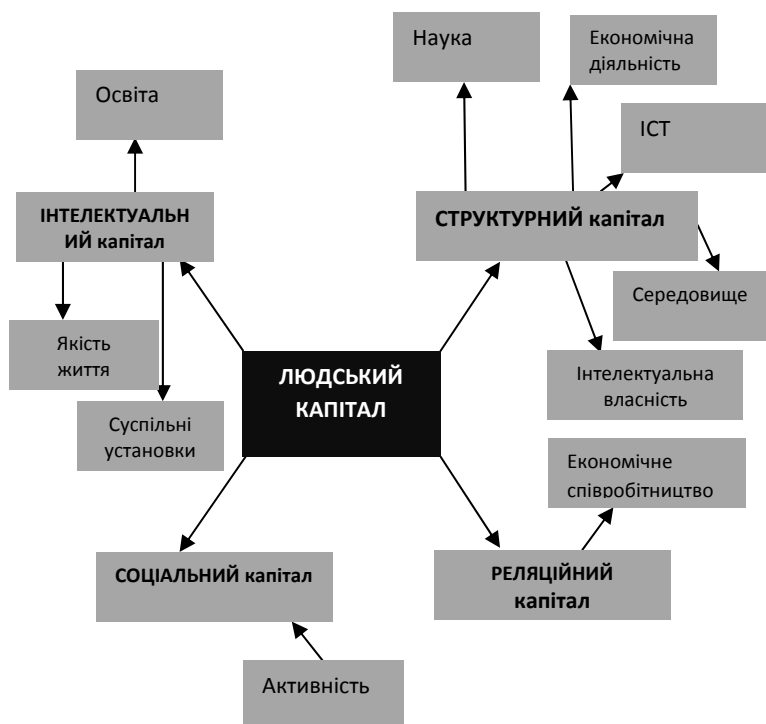 Наука
Економічна
діяльність
Освіта
ІСТ
ІНТЕЛЕКТУАЛЬН
ИЙ капітал
СТРУКТУРНИЙ капітал
Середовище
Якість
життя
ЛЮДСЬКИЙ
КАПІТАЛ
Інтелектуальна
власність
Суспільні
установки
Економічне
співробітництво
СОЦІАЛЬНИЙ капітал
РЕЛЯЦІЙНИЙ
капітал
Активність